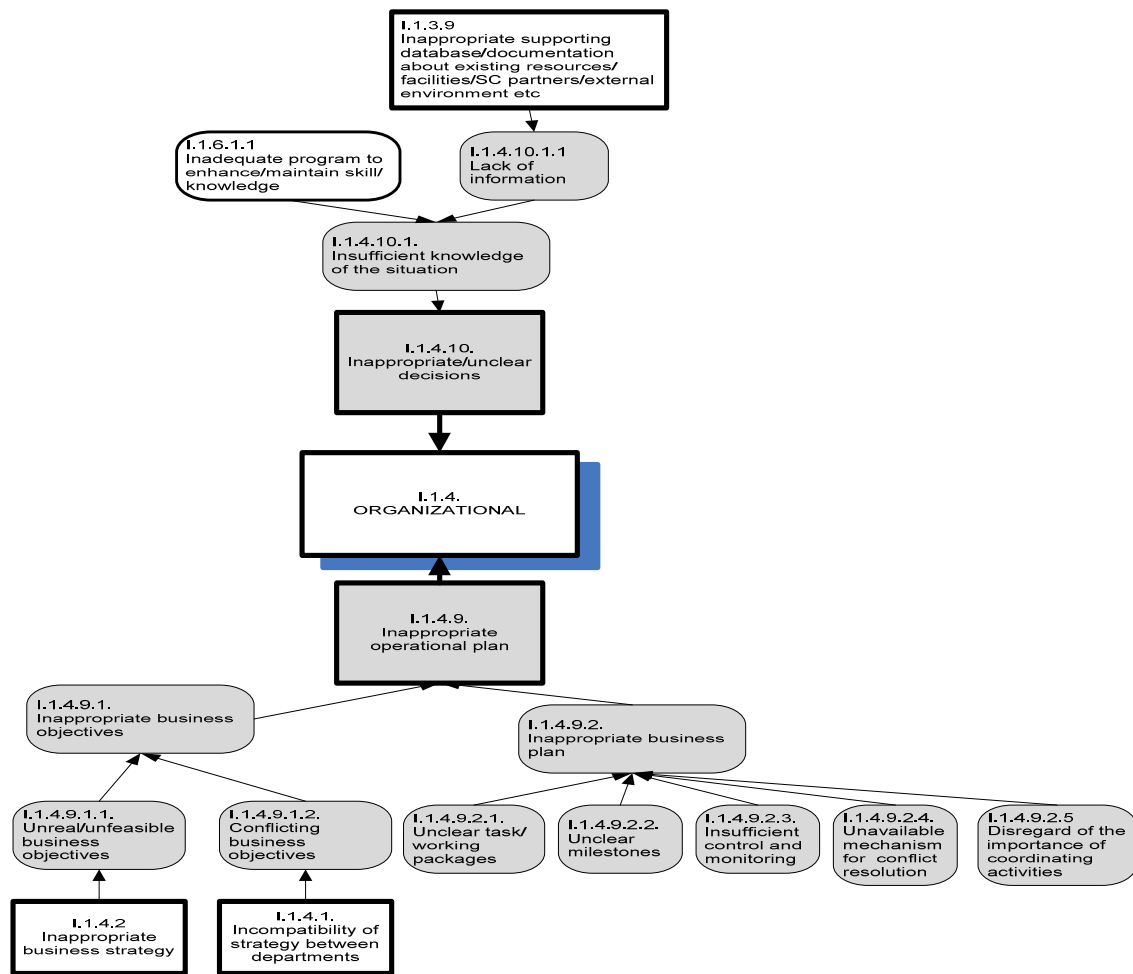 I.1.3.9
Inappropriate supporting
database/documentation
about existing resources/
facilities/SC partners/external
environment etc
I.1.6.1.1
Inadequate program to
enhance/maintain skill/
knowledge
I.1.4.10.1.1
Lack of
information
I.1.4.10.1.
Insufficient knowledge
of the situation
I.1.4.10.
Inappropriate/unclear
decisions
I.1.4.
ORGANIZATIONAL
I.1.4.9.
Inappropriate
operational plan
I.1.4.9.1.
Inappropriate business
objectives
I.1.4.9.2.
Inappropriate business
plan
I.1.4.9.1.1.
Unreal/unfeasible
business
objectives
I.1.4.9.1.2.
Conflicting
business
objectives
I.1.4.9.2.1.
Unclear task/
working
packages
I.1.4.9.2.2.
Unclear
milestones
I.1.4.9.2.3.
Insufficient
control and
monitoring
I.1.4.9.2.4.
Unavailable
mechanism
for conflict
resolution
I.1.4.9.2.5
Disregard of the
importance of
coordinating
activities
I.1.4.2
Inappropriate
business strategy
I.1.4.1.
Incompatibility of
strategy between
departments